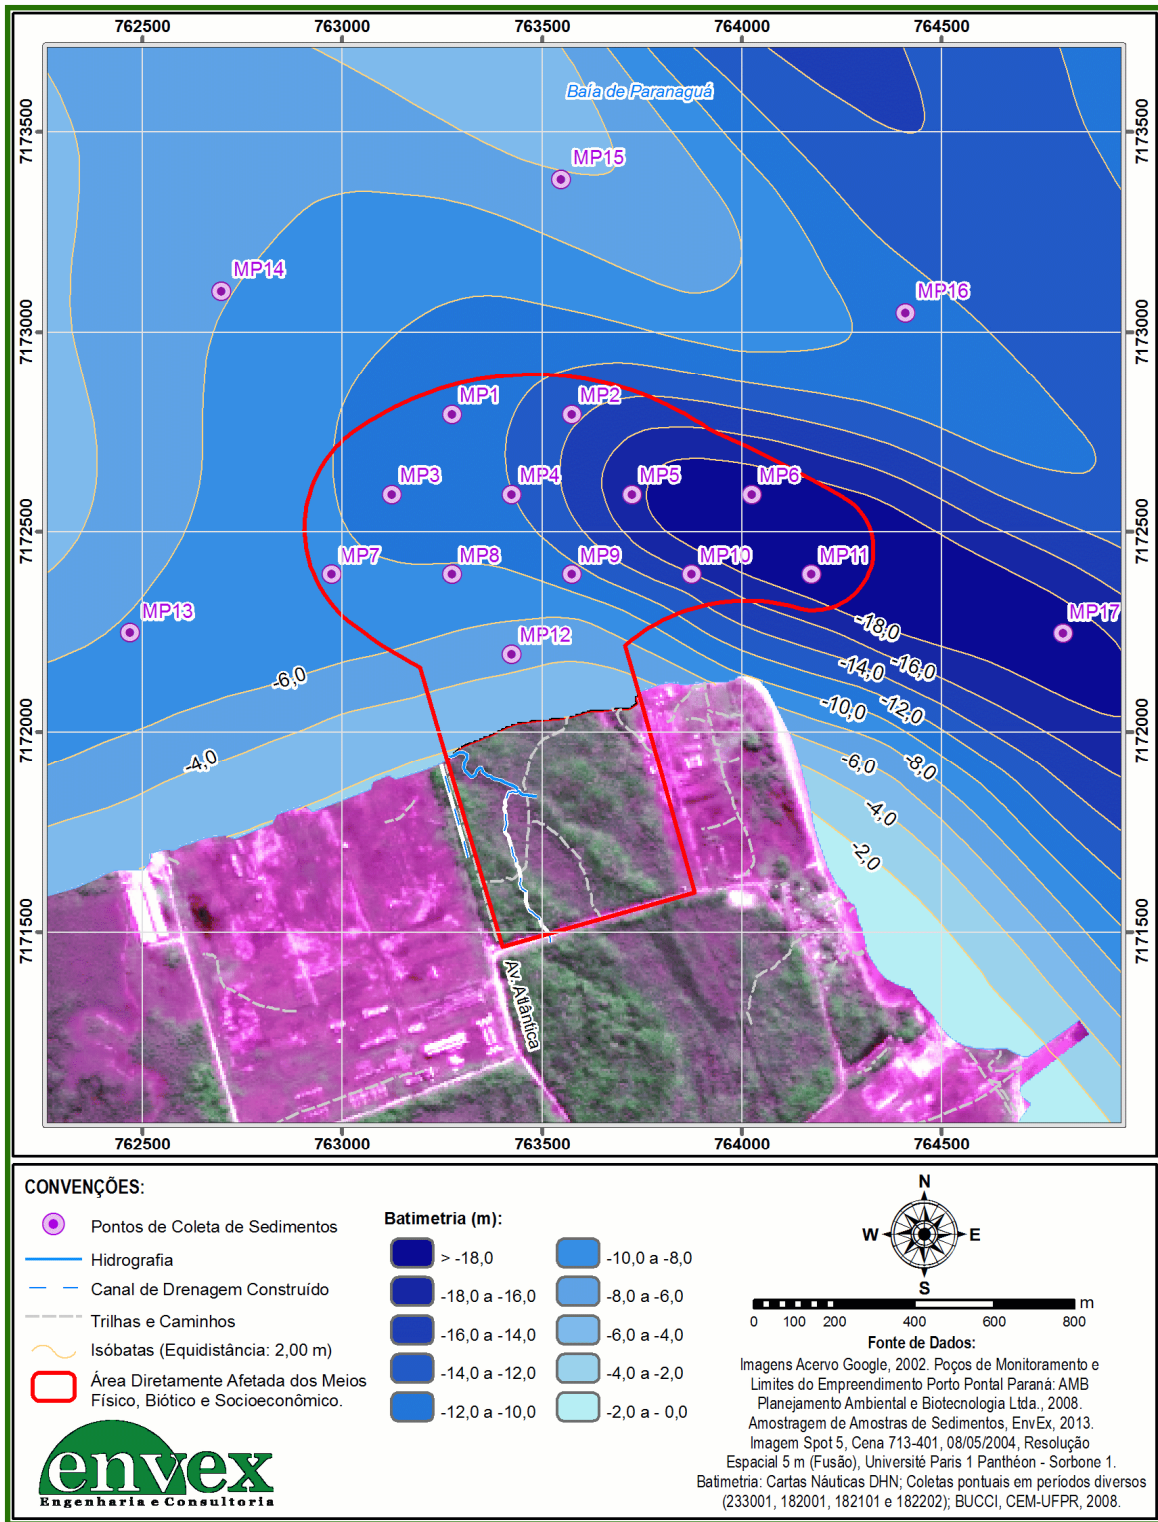 762500 763000 763500 764000 764500
7173500
7173000
7172500
7172000
7171500
Baía de Paranaguá
MP15
MP14
MP16
MP1
MP2
MP3
MP4
MP5
MP6
MP7
MP8
MP9
MP10
MP11
MP13
MP12
MP17
-18,0
-16,0
-14,0
-12,0
-10,0
-8,0
-6,0
-4,0
-2,0
-6,0
-4,0
Av. Atlântica
7173500
7173000
7172500
7172000
7171500
762500 763000 763500 764000 764500
CONVENÇÕES:
Pontos de Coleta de Sedimentos
Hidrografia
Canal de Drenagem Construído
Trilhas e Caminhos
Isóbatas (Equidistância: 2,00 m)
Área Diretamente Afetada dos Meios
Físico, Biótico e Socioeconômico.
envex
Engenharia e Consultoria
Batimetria (m):
> -18,0
-18,0 a -16,0
-16,0 a -14,0
-14,0 a -12,0
-12,0 a -10,0
-10,0 a -8,0
-8,0 a -6,0
-6,0 a -4,0
-4,0 a -2,0
-2,0 a - 0,0
N
W E
S
m
0 100 200 400 600 800
Fonte de Dados:
Imagens Acervo Google, 2002. Poços de Monitoramento e
Limites do Empreendimento Porto Pontal Paraná: AMB
Planejamento Ambiental e Biotecnologia Ltda., 2008.
Amostragem de Amostras de Sedimentos, EnvEx, 2013.
Imagem Spot 5, Cena 713-401, 08/05/2004, Resolução
Espacial 5 m (Fusão), Université Paris 1 Panthéon - Sorbone 1.
Batimetria: Cartas Náuticas DHN; Coletas pontuais em períodos diversos
(233001, 182001, 182101 e 182202); BUCCI, CEM-UFPR, 2008.